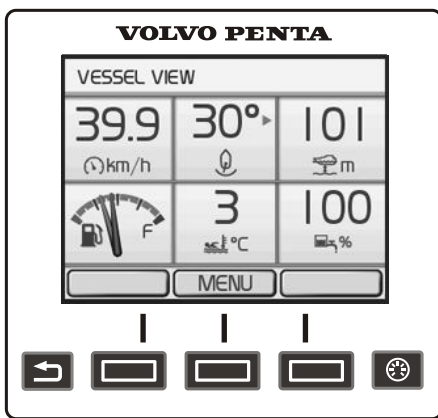 VOLVO PENTA
VESSEL VIEW
39.9 30° 101
km/h m
F 3 100
°C %
MENU